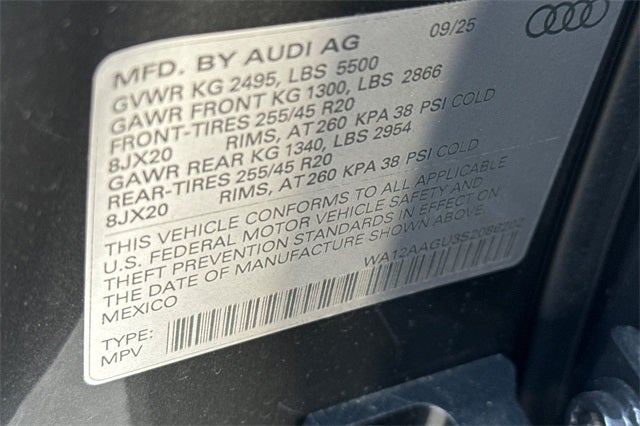 MFD. BY AUDI AG 09/25
GVWR KG 2495, LBS 5500
GAWR FRONT KG 1300, LBS 2866
FRONT-TIRES 255/45 R20
8JX20 RIMS, AT 260 KPA 38 PSI COLD
GAWR REAR KG 1340, LBS 2954
REAR-TIRES 255/45 R20
8JX20 RIMS, AT 260 KPA 38 PSI COLD
THIS VEHICLE CONFORMS TO ALL APPLICABLE
U.S. FEDERAL MOTOR VEHICLE SAFETY AND
THEFT PREVENTION STANDARDS IN EFFECT ON
THE DATE OF MANUFACTURE SHOWN ABOVE.
MEXICO
TYPE:
MPV